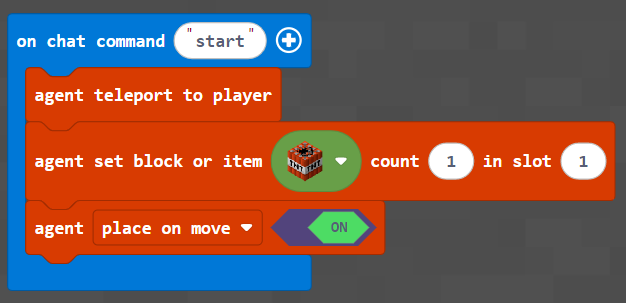 on chat command "start"
agent teleport to player
agent set block or item count 1 in slot 1
agent place on move ON